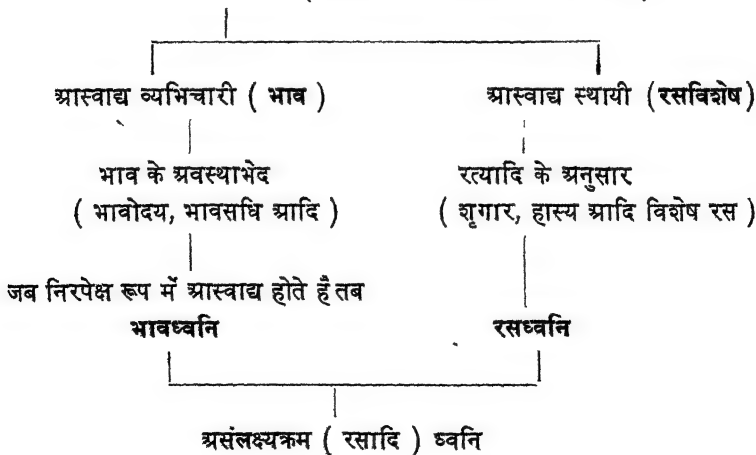 आस्वाद्य व्यभिचारी ( भाव ) आस्वाद्य स्थायी (रसविशेष)
भाव के अवस्थाभेद रत्यादि के अनुसार
( भावोदय, भावसधि आदि ) ( शृगार, हास्य आदि विशेष रस )
जब निरपेक्ष रूप में आस्वाद्य होते हैं तब
भावध्वनि रसध्वनि
असंलक्ष्यक्रम ( रसादि ) ध्वनि